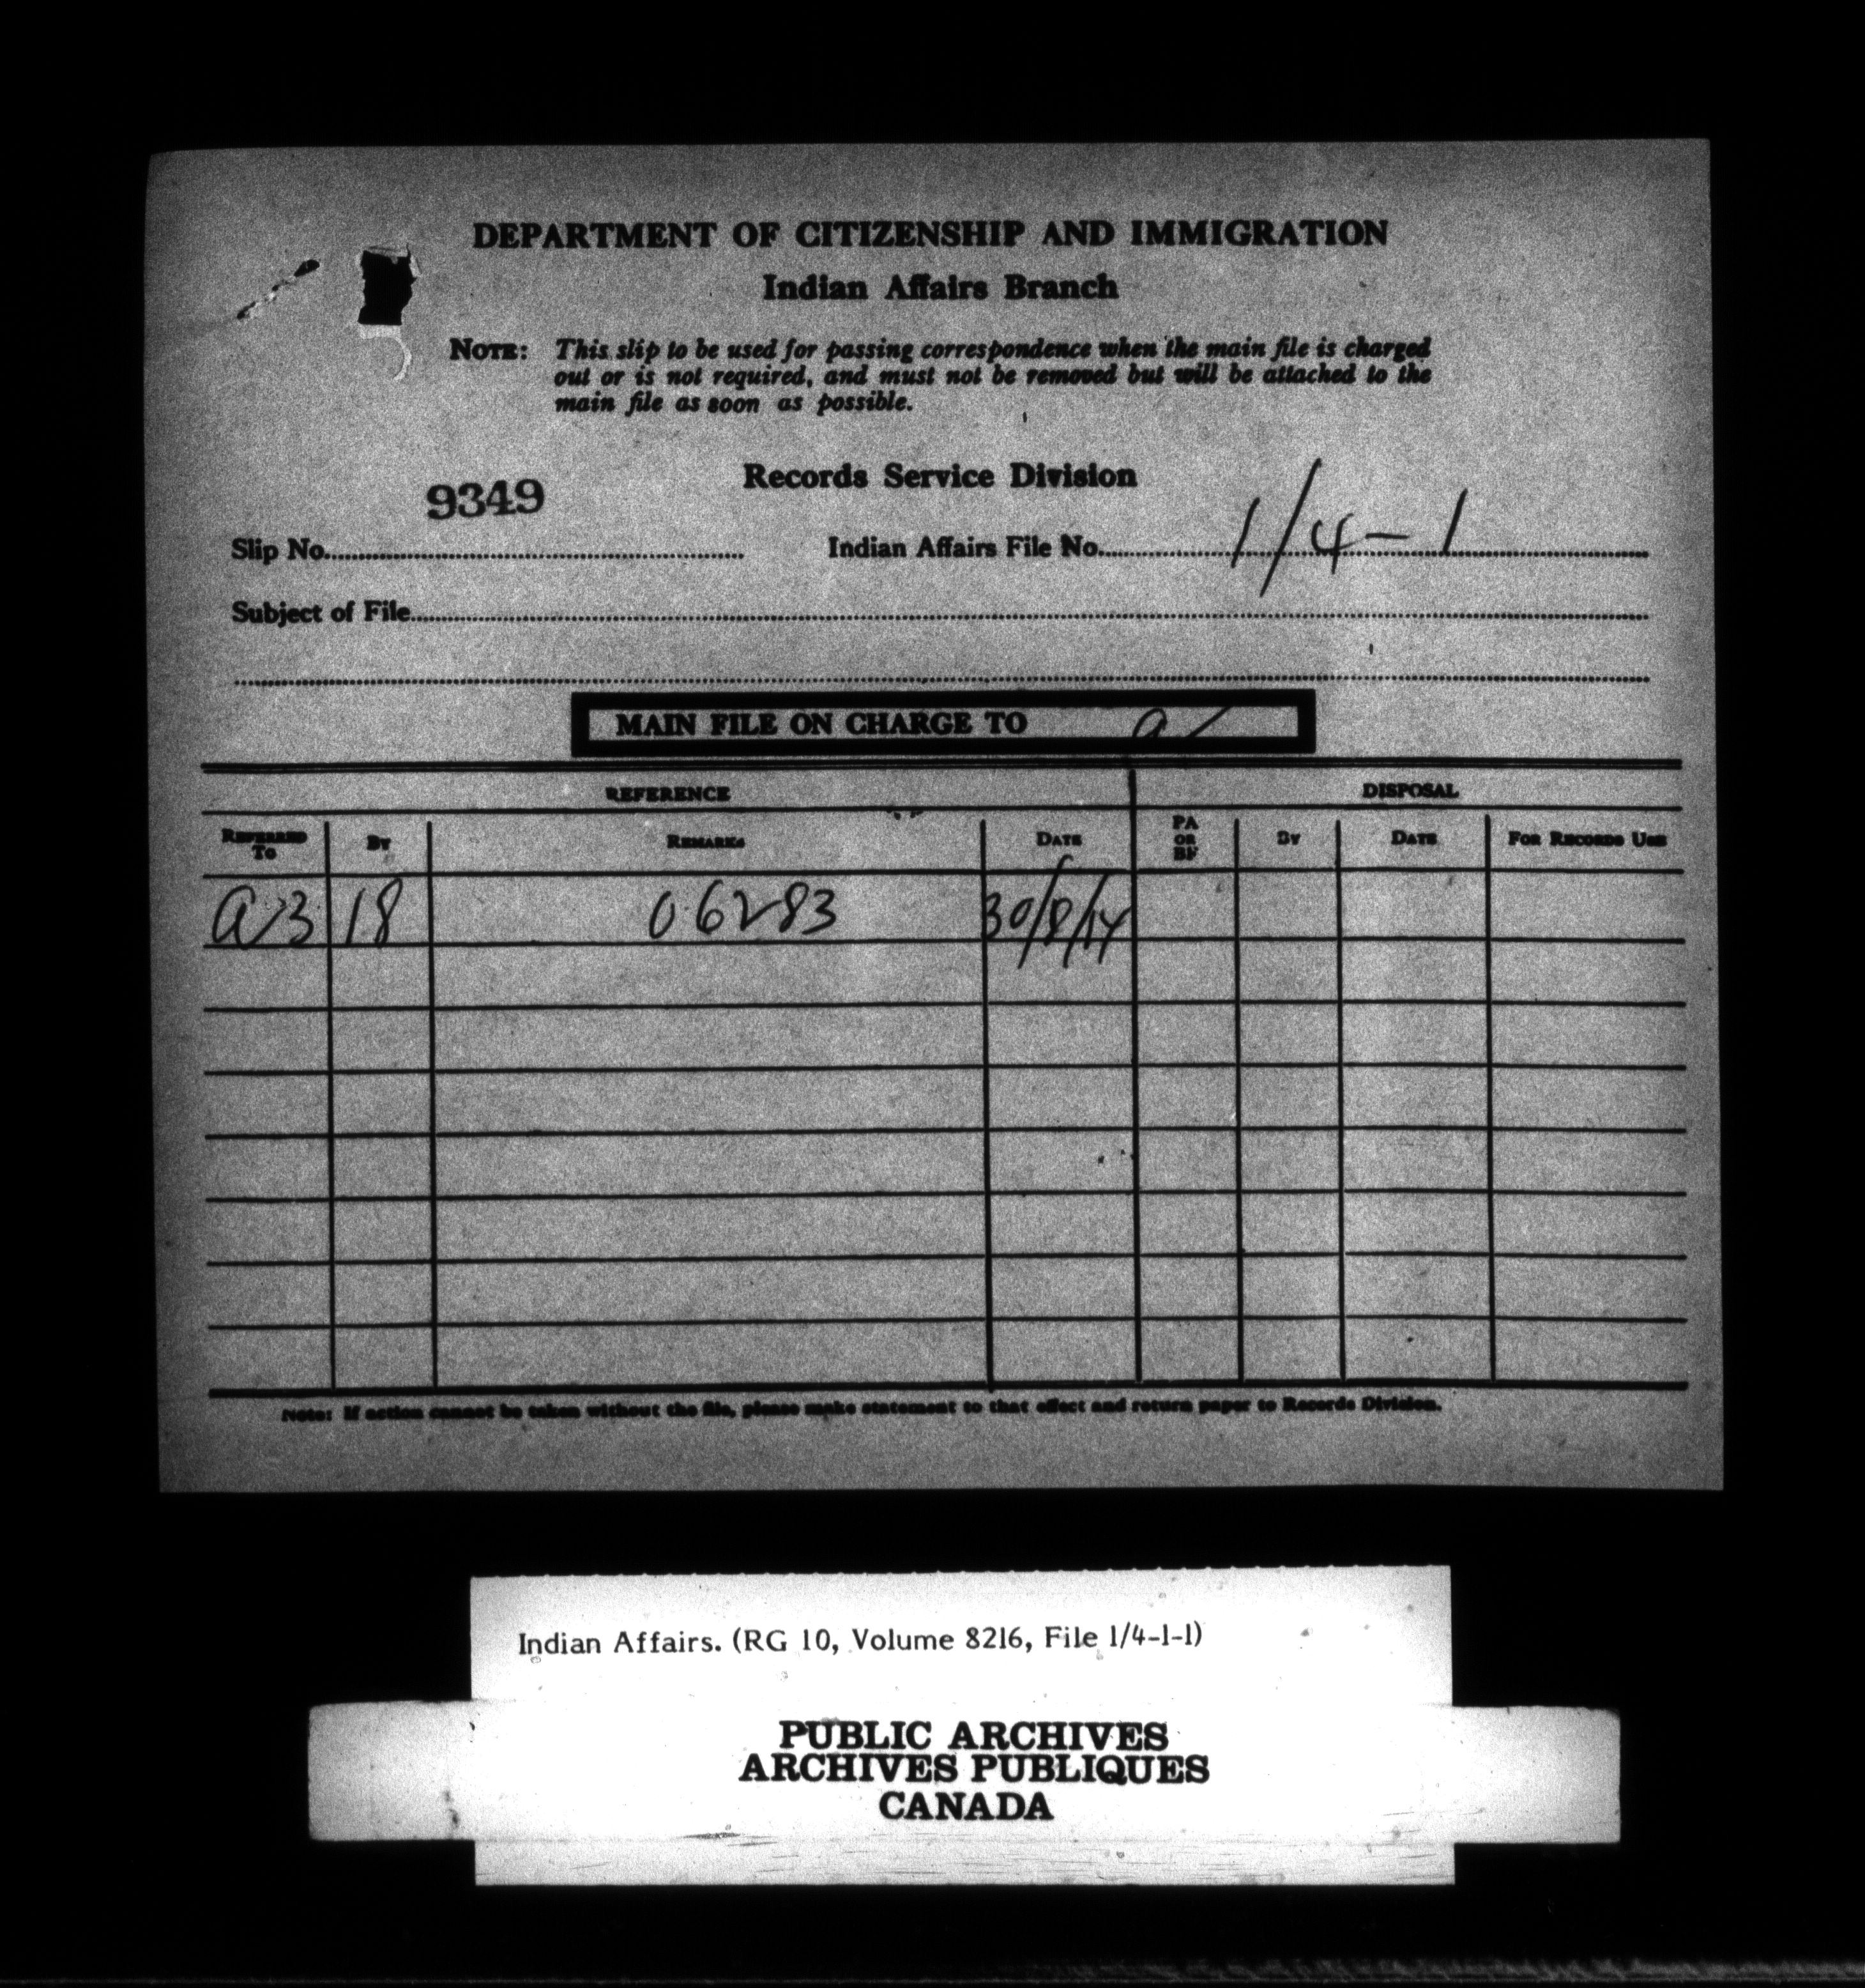 DEPARTMENT OF CITIZENSHIP AND IMMIGRATION
Indian Affairs Branch
NOTE: This slip to be used for passing correspondence when the main file is charged
out or is not required, and must not be removed but will be attached to the
main file as soon as possible.
Records Service Division
9349
Slip No. Indian Affairs File No. 1/4-1
Subject of File
MAIN FILE ON CHARGE TO
REFERENCE DISPOSAL
REFERRED TO BY REMARKS DATE PA OR BF BY DATE FOR RECORDS USE
18 06283
Note: If action cannot be taken without the file, please make statement to that effect and return paper to Records Division.
Indian Affairs. (RG 10, Volume 8216, File 1/4-1-1)
PUBLIC ARCHIVES
ARCHIVES PUBLIQUES
CANADA